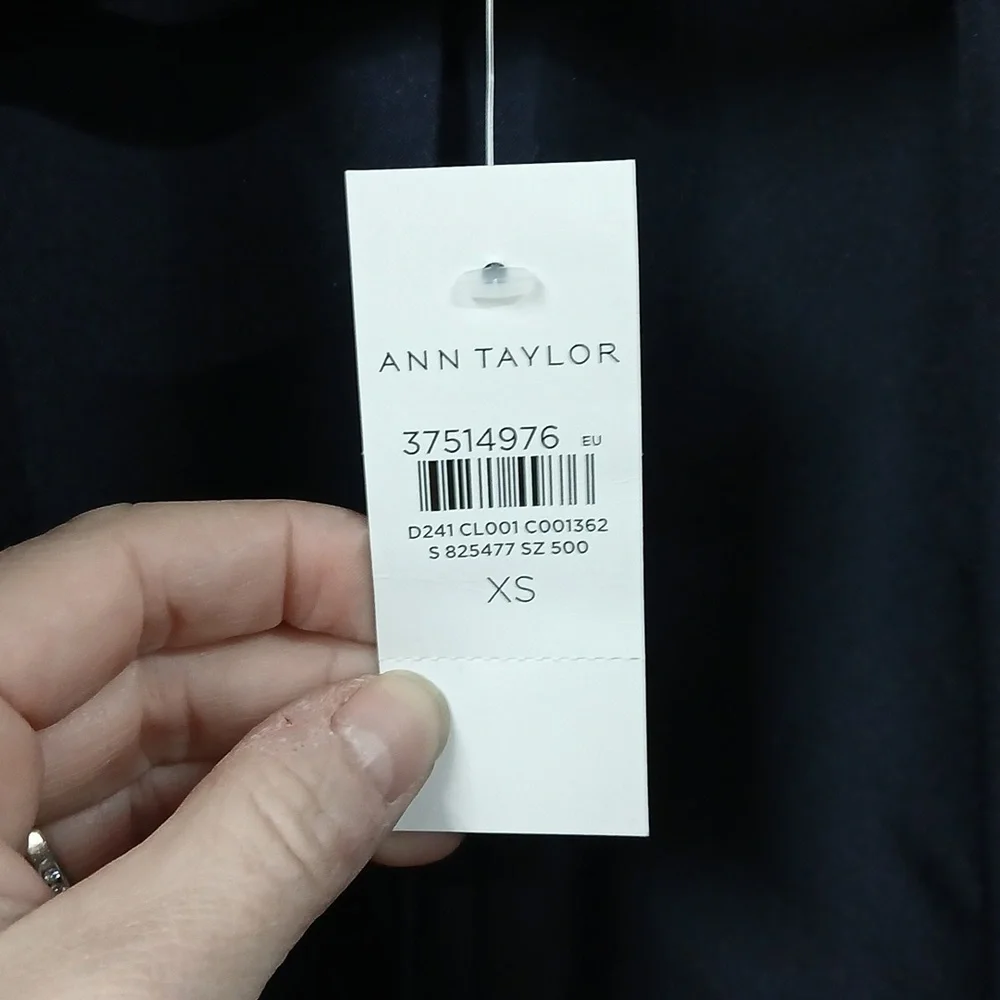 ANN TAYLOR
37514976 EU
D241 CL001 C001362
S 825477 SZ 500
XS